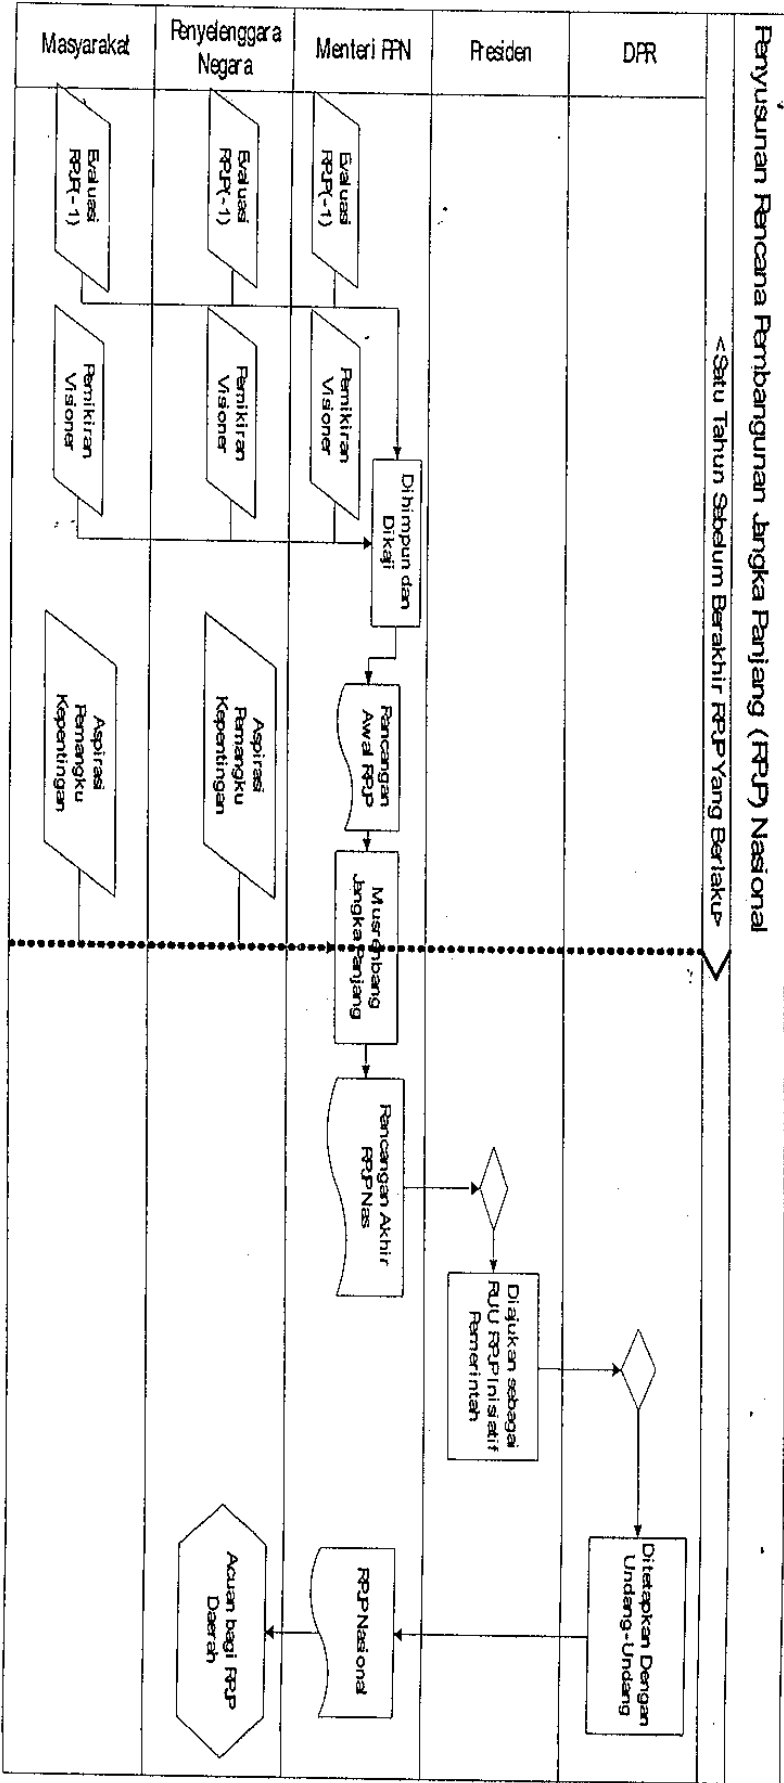 Penyusunan Rencana Pembangunan Jangka Panjang (RPJP) Nasional
<Satu Tahun Sebelum Berakhir RPJP Yang Berlaku>
DPR
Presiden
Menteri PPN
Penyelenggara
Negara
Masyarakat
Evaluasi
RPJP(-1)
Evaluasi
RPJP(-1)
Evaluasi
RPJP(-1)
Pemikiran
Visioner
Pemikiran
Visioner
Pemikiran
Visioner
Dihimpun dan
Dikaji
Rancangan
Awal RPJP
Aspirasi
Pemangku
Kepentingan
Aspirasi
Pemangku
Kepentingan
Musrenbang
Jangka Panjang
Rancangan Akhir
RPJP Nas
Diajukan sebagai
RUU RPJP Inisiatif
Pemerintah
Ditetapkan Dengan
Undang-Undang
RPJP Nasional
Acuan bagi RPJP
Daerah